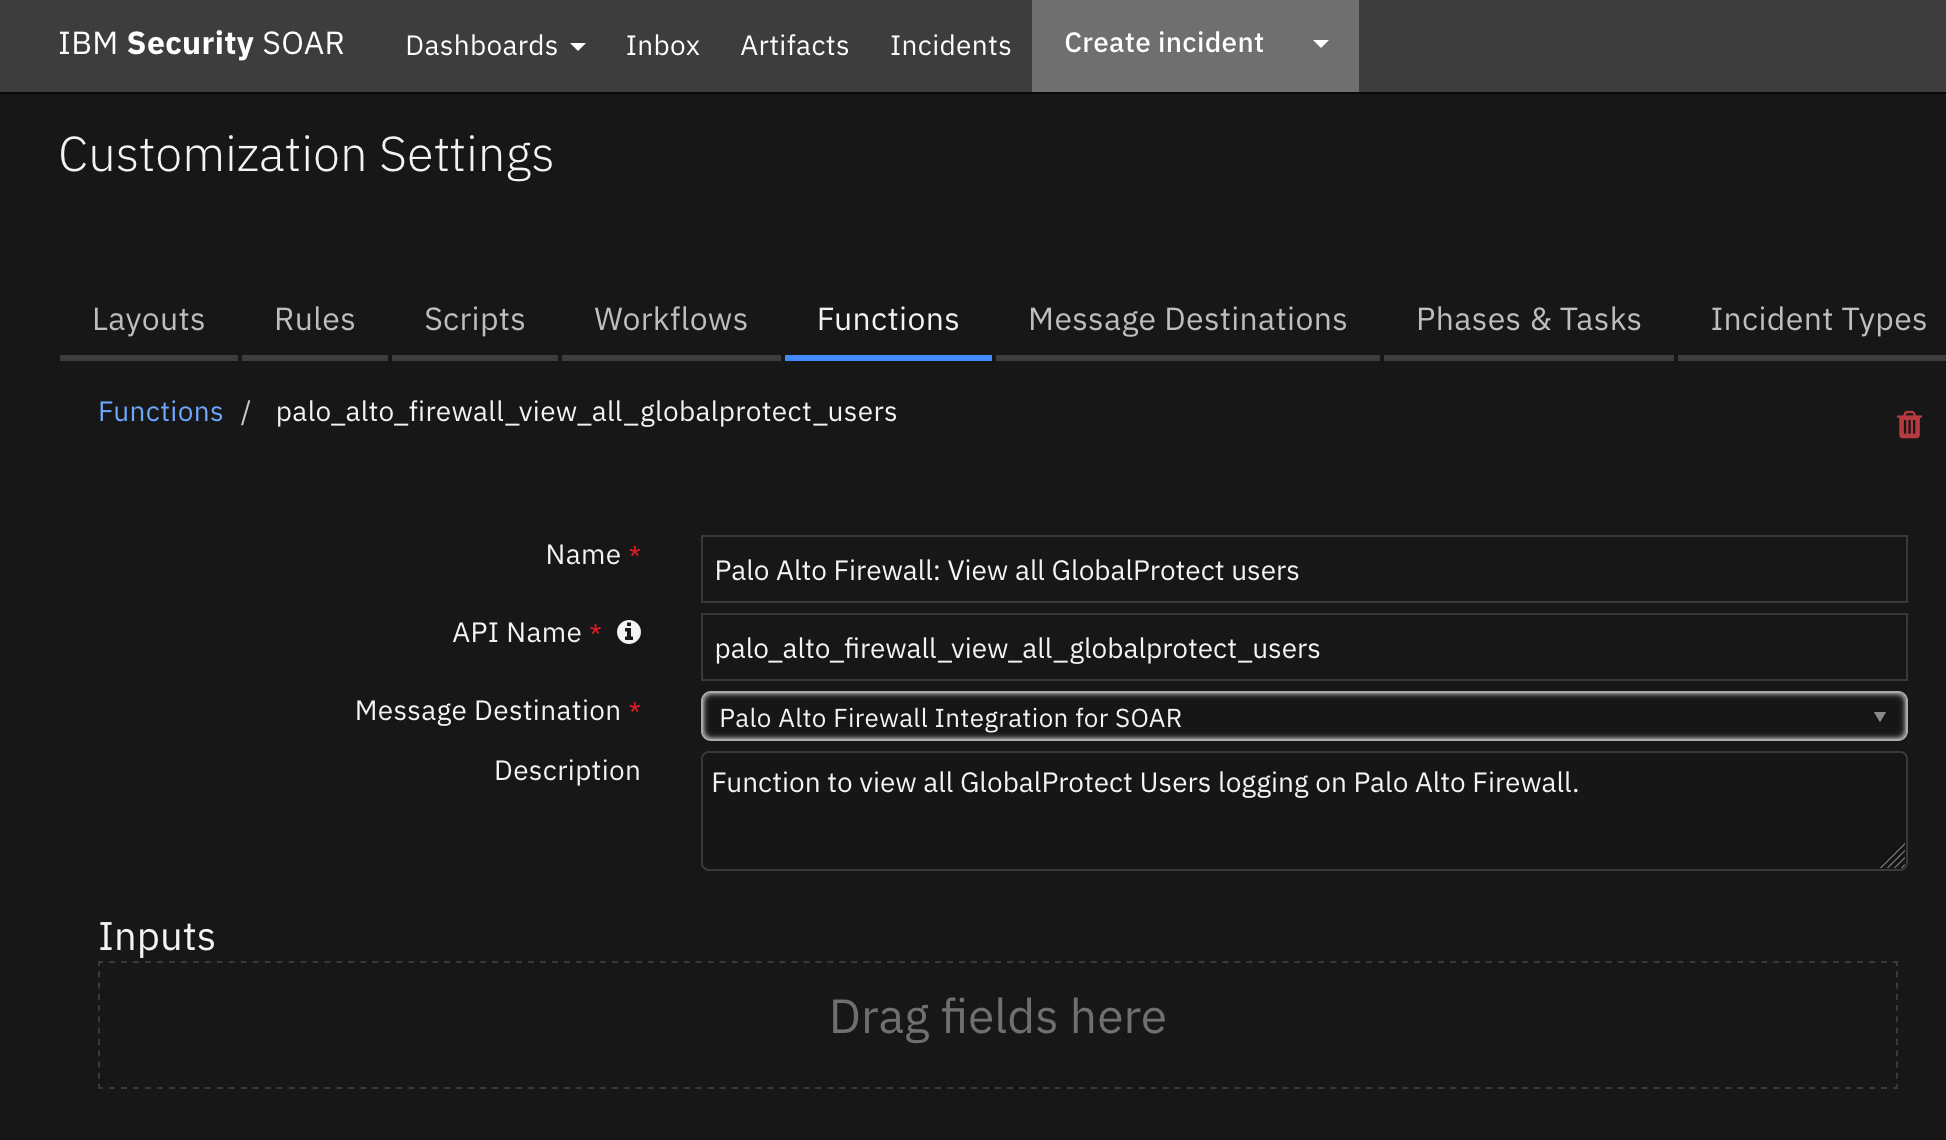 IBM Security SOAR Dashboards Inbox Artifacts Incidents Create incident
Customization Settings
Layouts Rules Scripts Workflows Functions Message Destinations Phases & Tasks Incident Types
Functions / palo_alto_firewall_view_all_globalprotect_users
Name * Palo Alto Firewall: View all GlobalProtect users
API Name * palo_alto_firewall_view_all_globalprotect_users
Message Destination * Palo Alto Firewall Integration for SOAR
Description Function to view all GlobalProtect Users logging on Palo Alto Firewall.
Inputs
Drag fields here